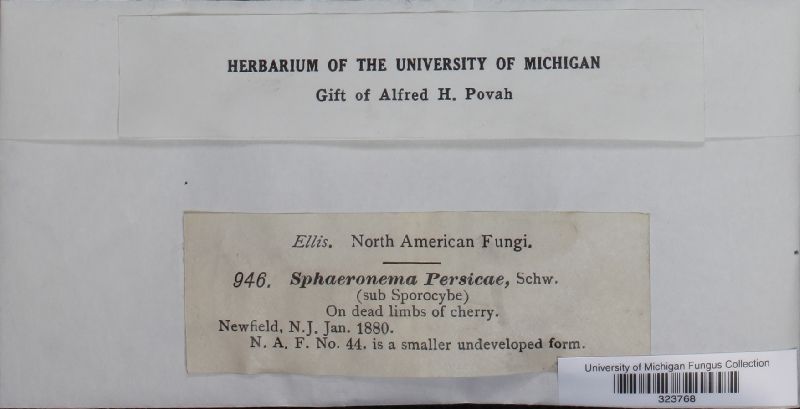 HERBARIUM OF THE UNIVERSITY OF MICHIGAN
Gift of Alfred H. Povah
Ellis. North American Fungi.
946. Sphaeronema Persicae, Schw.
(sub Sporocybe)
On dead limbs of cherry.
Newfield, N.J. Jan. 1880.
N. A. F. No. 44. is a smaller undeveloped form.
University of Michigan Fungus Collection
323768